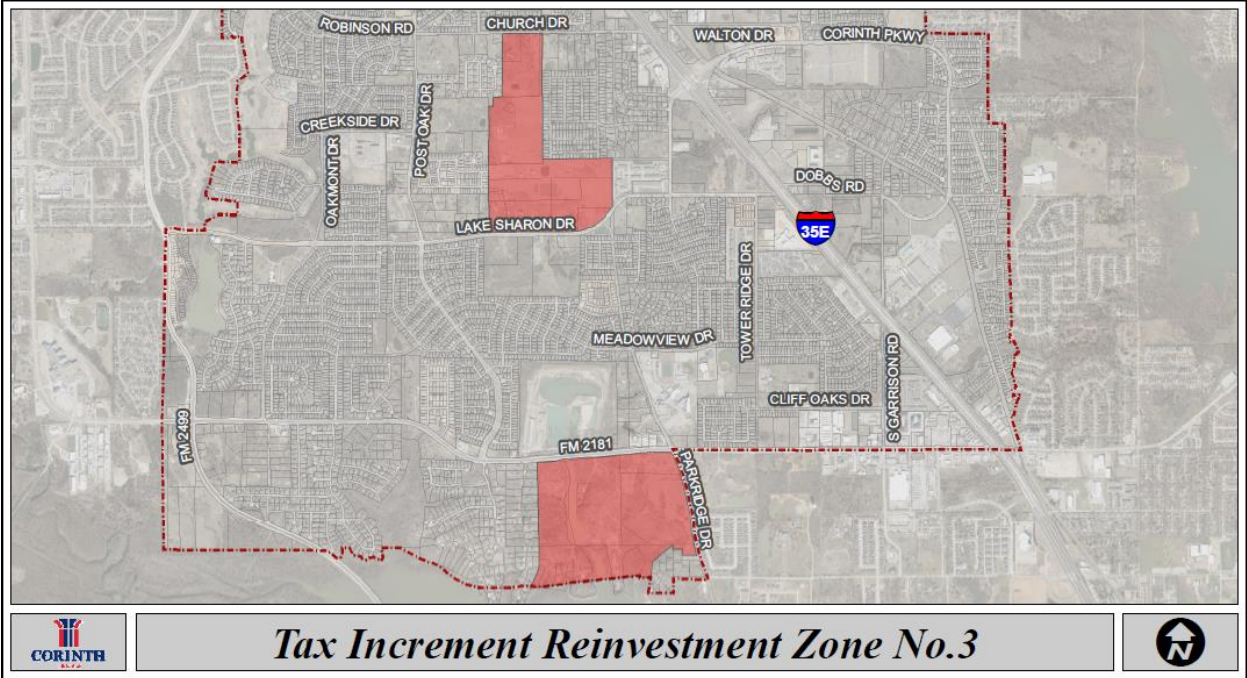 ROBINSON RD
CHURCH DR
WALTON DR
CORINTH PKWY
CREEKSIDE DR
OAKMONT DR
POST OAK DR
DOBBS RD
LAKE SHARON DR
35E
TOWER RIDGE DR
MEADOWVIEW DR
S GARRISON RD
CLIFF OAKS DR
FM 2499
FM 2181
PARKRIDGE DR
CORINTH
Tax Increment Reinvestment Zone No.3
N